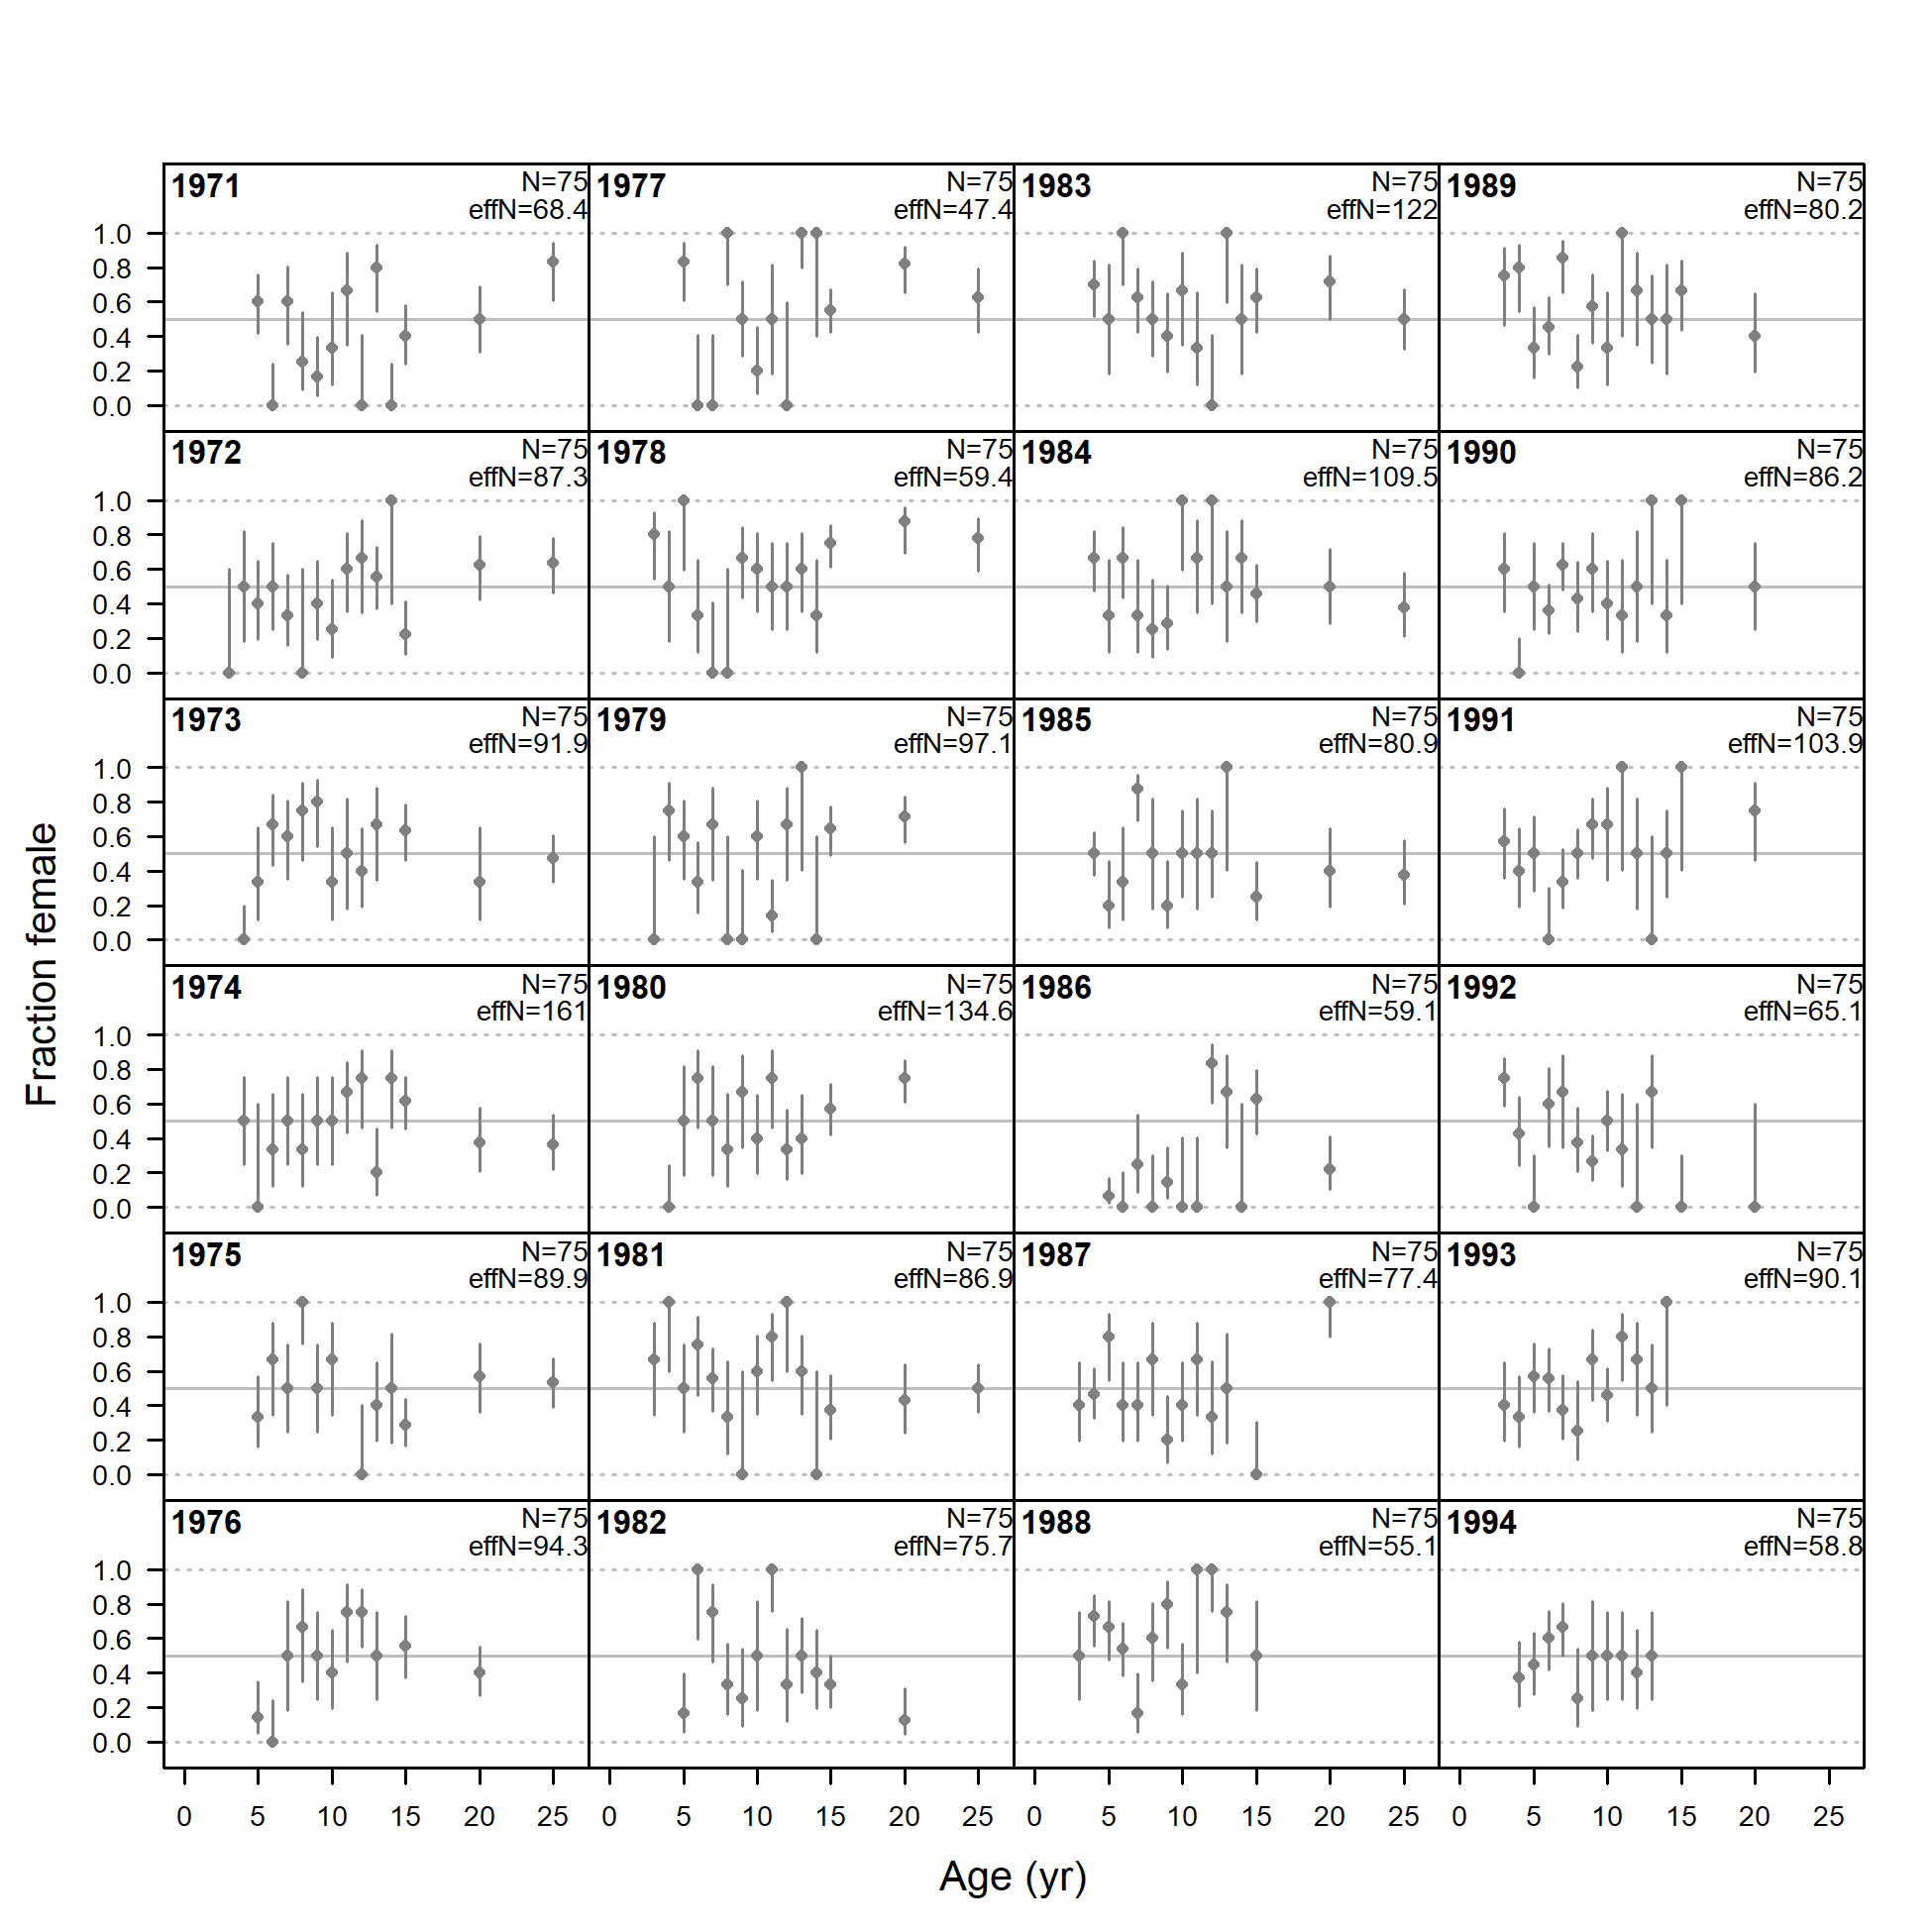 1971 N=75 1977 N=75 1983 N=75 1989 N=75
effN=68.4 effN=47.4 effN=122 effN=80.2
1.0
0.8
0.6
0.4
0.2
0.0
1972 N=75 1978 N=75 1984 N=75 1990 N=75
effN=87.3 effN=59.4 effN=109.5 effN=86.2
1.0
0.8
0.6
0.4
0.2
0.0
1973 N=75 1979 N=75 1985 N=75 1991 N=75
effN=91.9 effN=97.1 effN=80.9 effN=103.9
1.0
0.8
0.6
0.4
0.2
0.0
Fraction female
1974 N=75 1980 N=75 1986 N=75 1992 N=75
effN=161 effN=134.6 effN=59.1 effN=65.1
1.0
0.8
0.6
0.4
0.2
0.0
1975 N=75 1981 N=75 1987 N=75 1993 N=75
effN=89.9 effN=86.9 effN=77.4 effN=90.1
1.0
0.8
0.6
0.4
0.2
0.0
1976 N=75 1982 N=75 1988 N=75 1994 N=75
effN=94.3 effN=75.7 effN=55.1 effN=58.8
1.0
0.8
0.6
0.4
0.2
0.0
0 5 10 15 20 25 0 5 10 15 20 25 0 5 10 15 20 25 0 5 10 15 20 25
Age (yr)